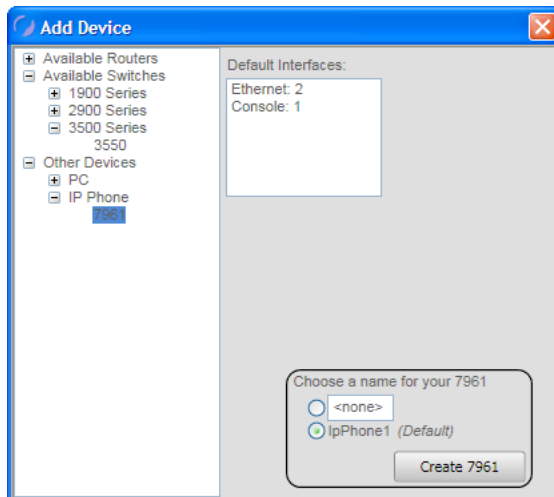 Add Device
Available Routers
Available Switches
1900 Series
2900 Series
3500 Series
3550
Other Devices
PC
IP Phone
7961
Default Interfaces:
Ethernet: 2
Console: 1
Choose a name for your 7961
<none>
IpPhone1 (Default)
Create 7961